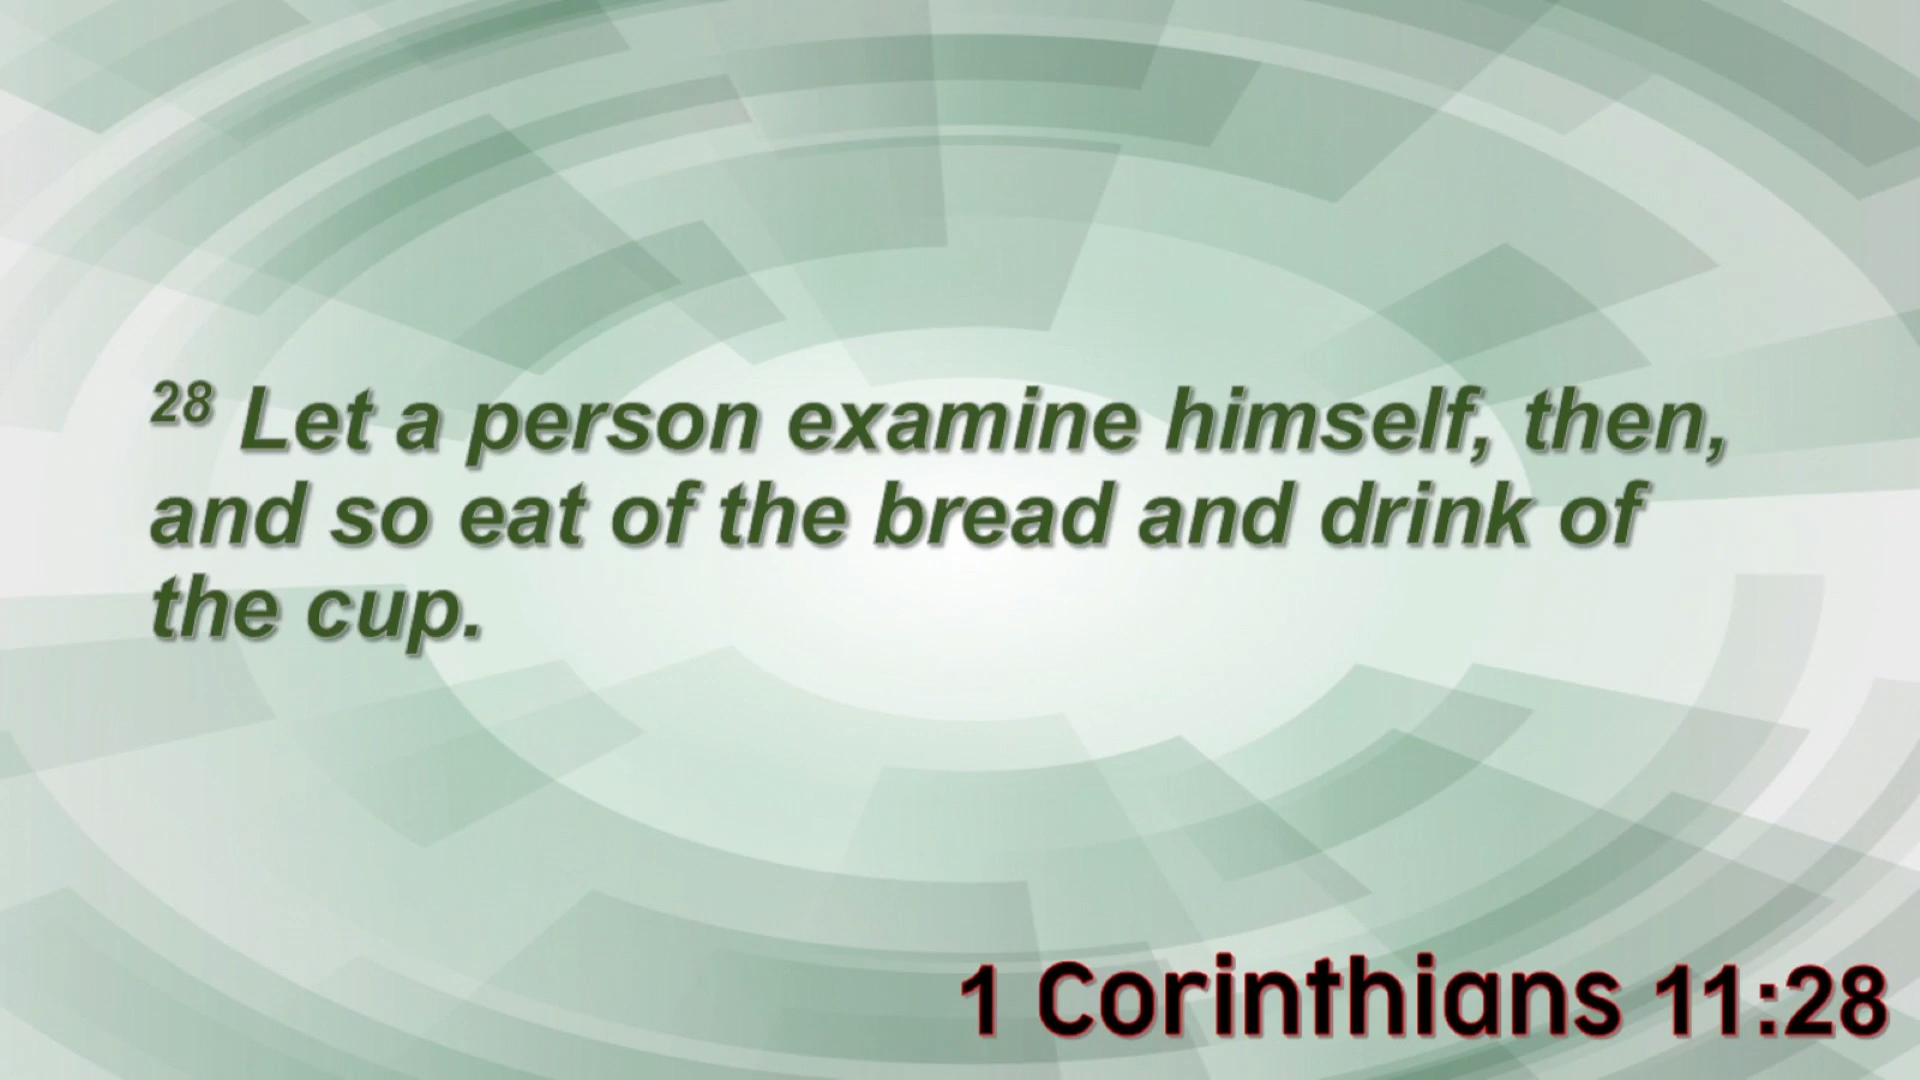 28 Let a person examine himself, then,
and so eat of the bread and drink of
the cup.
1 Corinthians 11:28